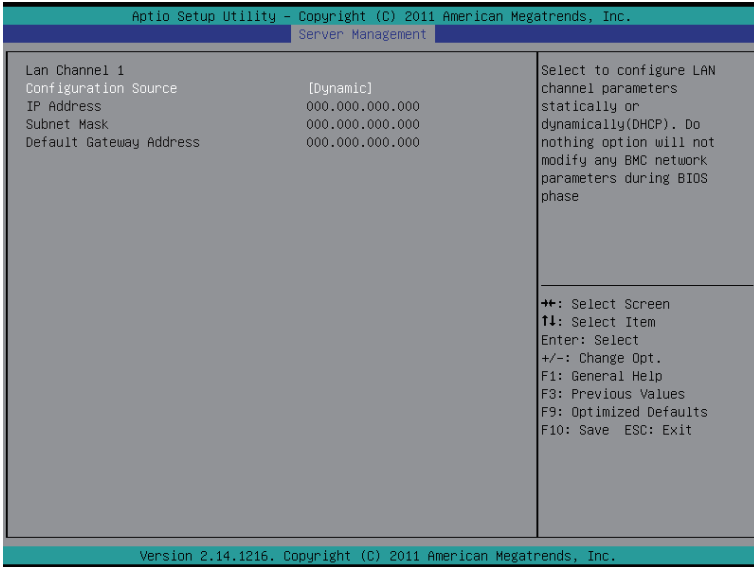 Aptio Setup Utility – Copyright (C) 2011 American Megatrends, Inc.
Server Management
Lan Channel 1
Configuration Source [Dynamic]
IP Address 000.000.000.000
Subnet Mask 000.000.000.000
Default Gateway Address 000.000.000.000
Select to configure LAN
channel parameters
statically or
dynamically(DHCP). Do
nothing option will not
modify any BMC network
parameters during BIOS
phase
→←: Select Screen
↑↓: Select Item
Enter: Select
+/-: Change Opt.
F1: General Help
F3: Previous Values
F9: Optimized Defaults
F10: Save ESC: Exit
Version 2.14.1216. Copyright (C) 2011 American Megatrends, Inc.